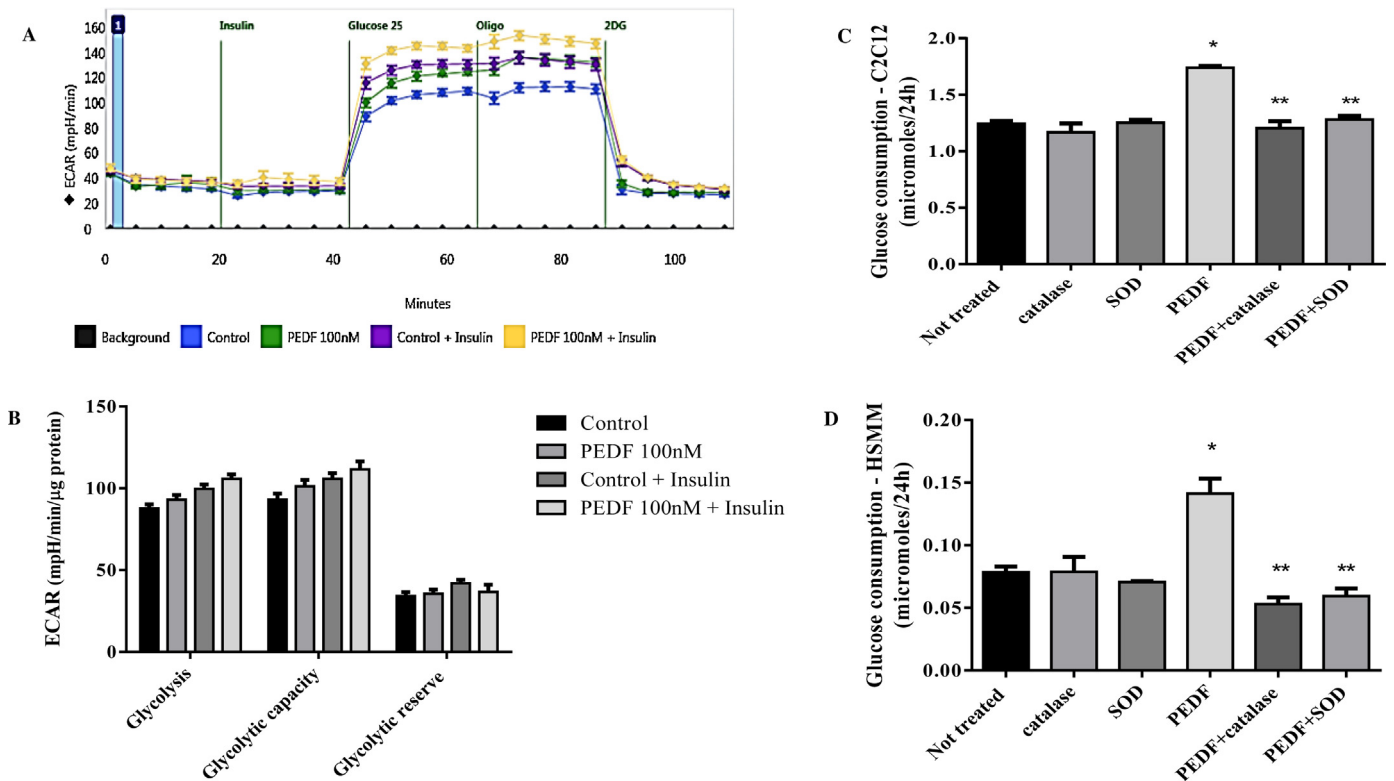 A
1
Insulin
Glucose 25
Oligo
2DG
◆ ECAR (mpH/min)
160
140
120
100
80
60
40
20
0
0
20
40
60
80
100
Minutes
Background
Control
PEDF 100nM
Control + Insulin
PEDF 100nM + Insulin
B
ECAR (mpH/min/µg protein)
150
100
50
0
Glycolysis
Glycolytic capacity
Glycolytic reserve
Control
PEDF 100nM
Control + Insulin
PEDF 100nM + Insulin
C
Glucose consumption - C2C12
(micromoles/24h)
2.0
1.5
1.0
0.5
0.0
*
**
**
Not treated
catalase
SOD
PEDF
PEDF+catalase
PEDF+SOD
D
Glucose consumption - HSMM
(micromoles/24h)
0.20
0.15
0.10
0.05
0.00
*
**
**
Not treated
catalase
SOD
PEDF
PEDF+catalase
PEDF+SOD